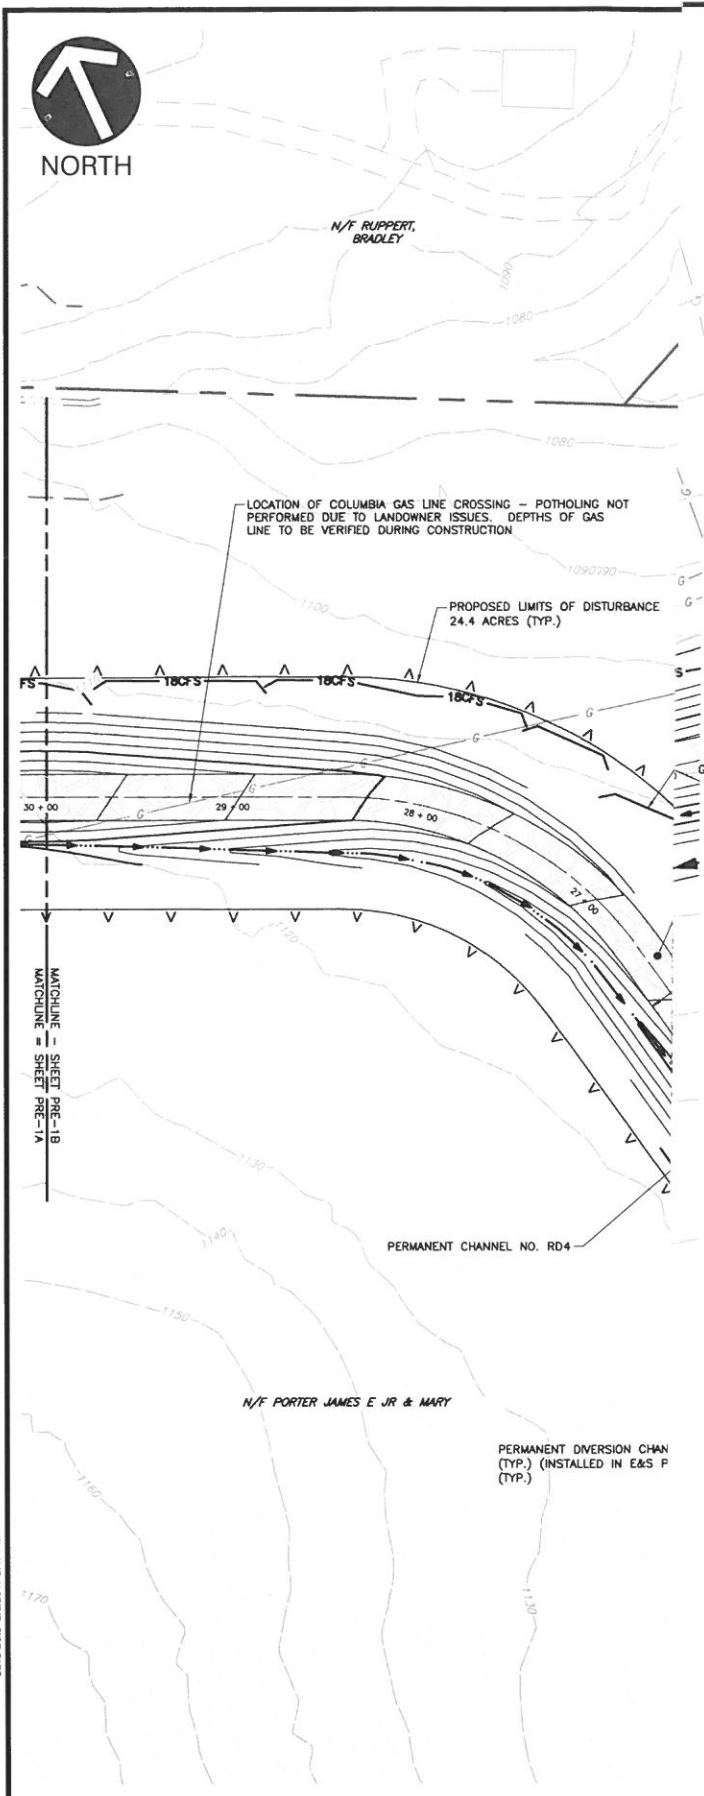 NORTH
N/F RUPPERT,
BRADLEY
1090
1080
G
1080
G
LOCATION OF COLUMBIA GAS LINE CROSSING – POTHOLING NOT
PERFORMED DUE TO LANDOWNER ISSUES. DEPTHS OF GAS
LINE TO BE VERIFIED DURING CONSTRUCTION
1090
G
1100
G
PROPOSED LIMITS OF DISTURBANCE
24.4 ACRES (TYP.)
S
FS
18CFS
18CFS
18CFS
G
G
G
G
G
30 + 00
29 + 00
28 + 00
G
G
27 + 00
1120
MATCHLINE – SHEET PRE-1B
MATCHLINE = SHEET PRE-1A
1130
1140
PERMANENT CHANNEL NO. RD4
1150
N/F PORTER JAMES E JR & MARY
PERMANENT DIVERSION CHAN
(TYP.) (INSTALLED IN E&S P
(TYP.)
1160
1170
1130